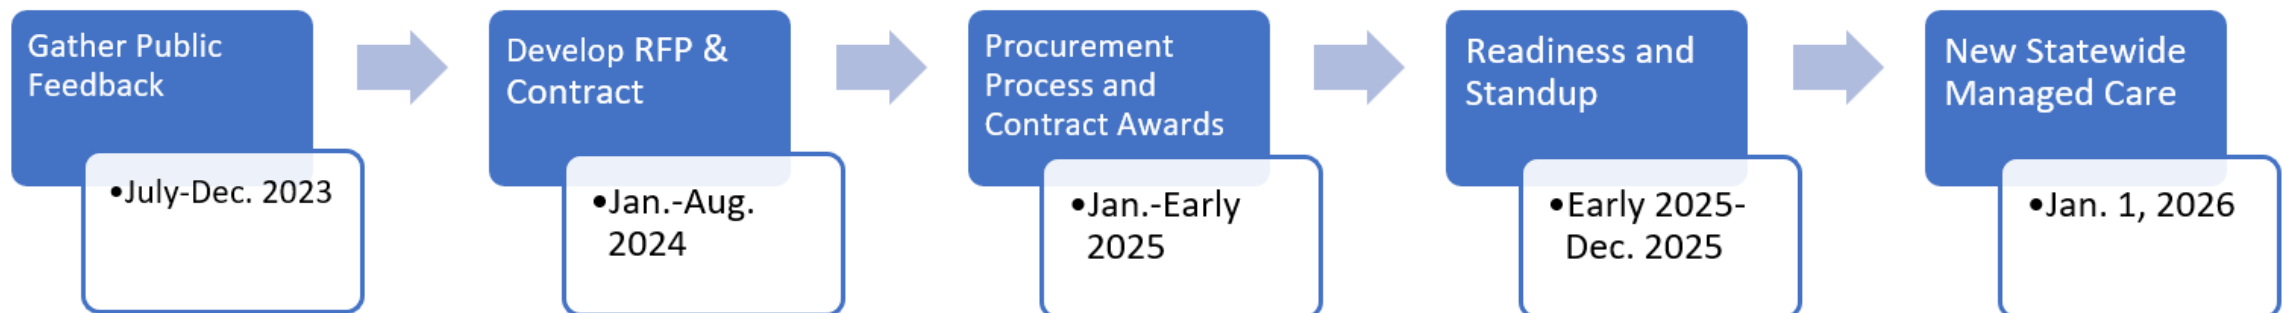 Gather Public
Feedback
•July-Dec. 2023
Develop RFP &
Contract
•Jan.-Aug.
2024
Procurement
Process and
Contract Awards
•Jan.-Early
2025
Readiness and
Standup
•Early 2025-
Dec. 2025
New Statewide
Managed Care
•Jan. 1, 2026